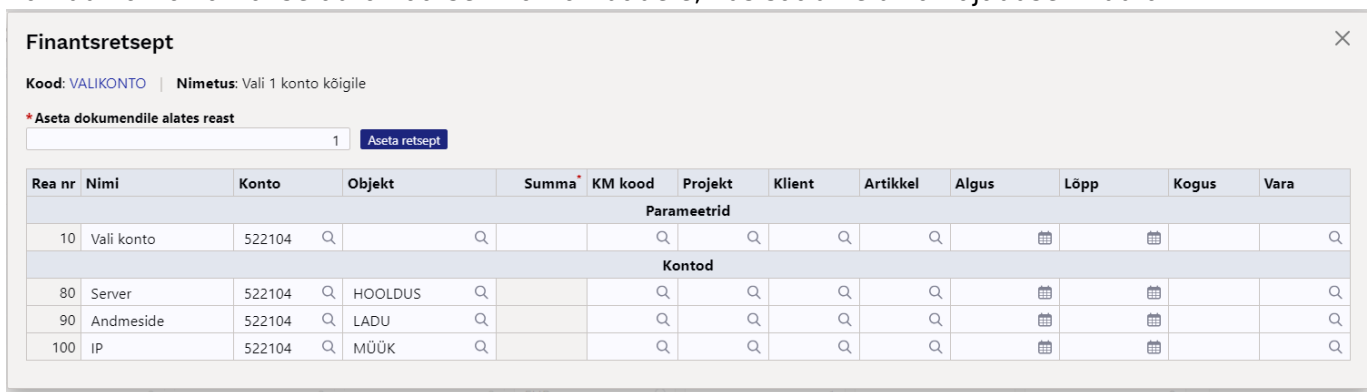 Finantsretsept
Kood: VALIKONTO | Nimetus: Vali 1 konto kõigile
*Aseta dokumendile alates reast
1 Aseta retsept
Rea nr Nimi Konto Objekt Summa* KM kood Projekt Klient Artikkel Algus Lõpp Kogus Vara
Parameetrid
10 Vali konto 522104
Kontod
80 Server 522104 HOOLDUS
90 Andmeside 522104 LADU
100 IP 522104 MÜÜK